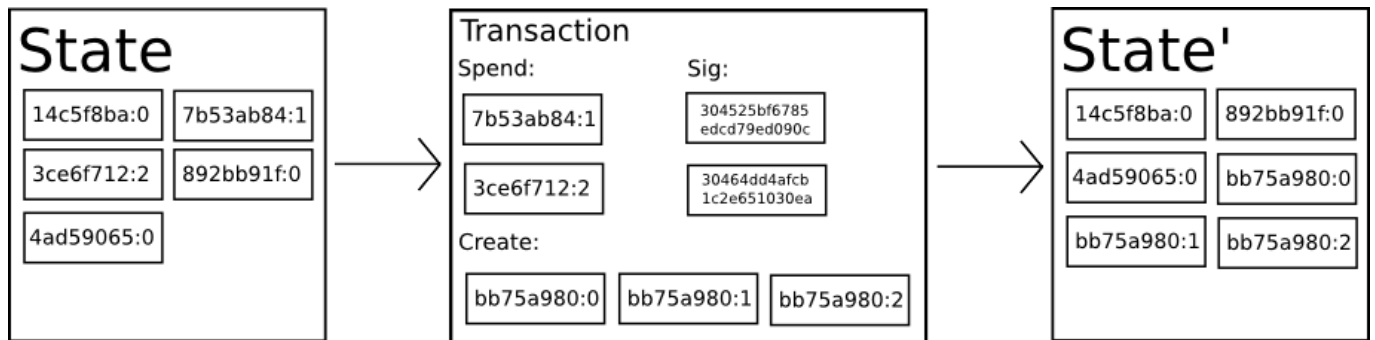 State
14c5f8ba:0 7b53ab84:1
3ce6f712:2 892bb91f:0
4ad59065:0
Transaction
Spend: Sig:
7b53ab84:1 304525bf6785
edcd79ed090c
3ce6f712:2 30464dd4afcb
1c2e651030ea
Create:
bb75a980:0 bb75a980:1 bb75a980:2
State'
14c5f8ba:0 892bb91f:0
4ad59065:0 bb75a980:0
bb75a980:1 bb75a980:2